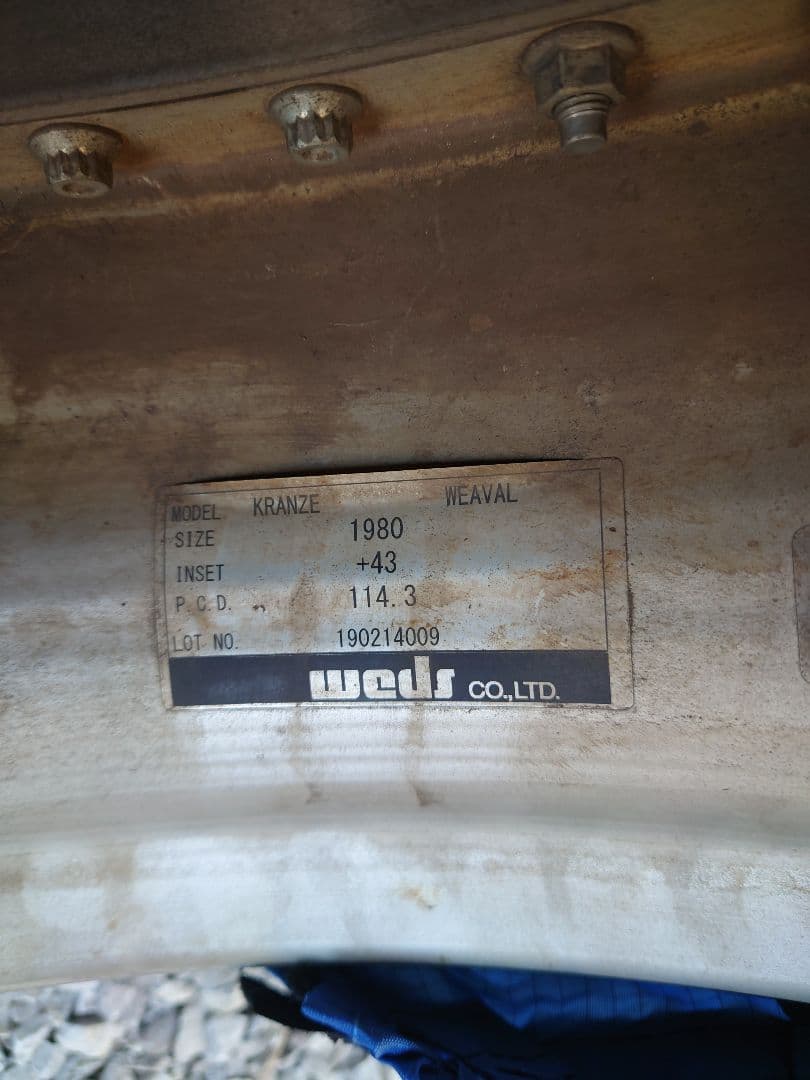 MODEL KRANZE WEAVAL
SIZE 1980
INSET +43
P.C.D. 114.3
LOT NO. 190214009
weds CO.,LTD.